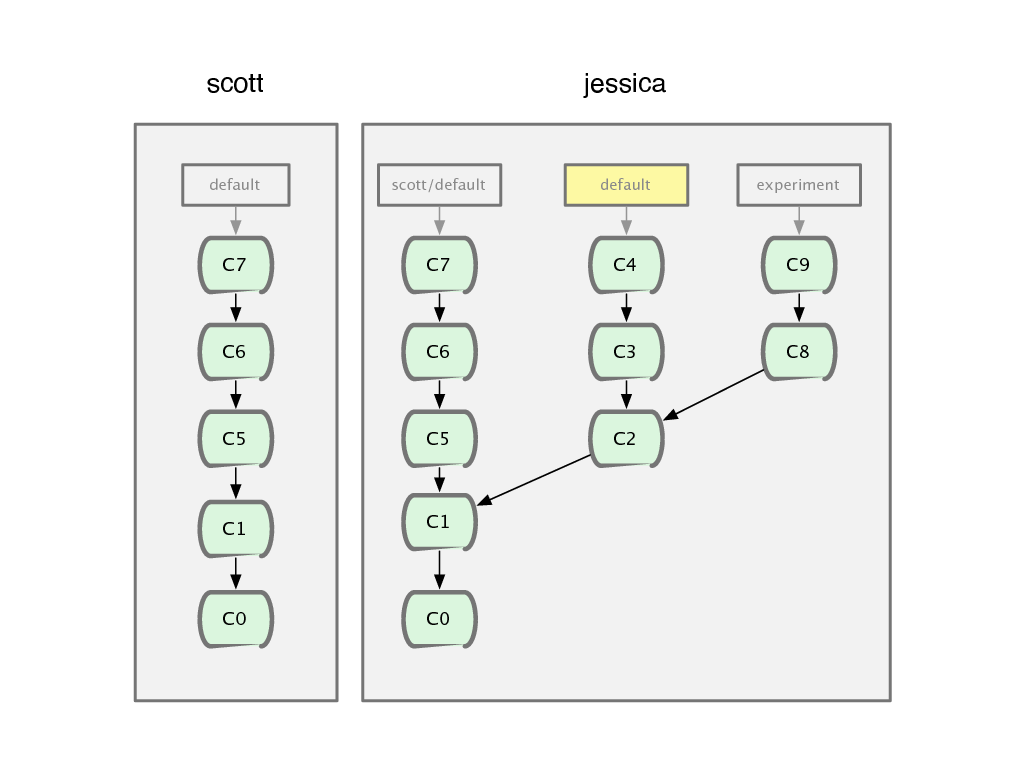 scott
jessica
default
scott/default
default
experiment
C7
C7
C4
C9
C6
C6
C3
C8
C5
C5
C2
C1
C1
C0
C0